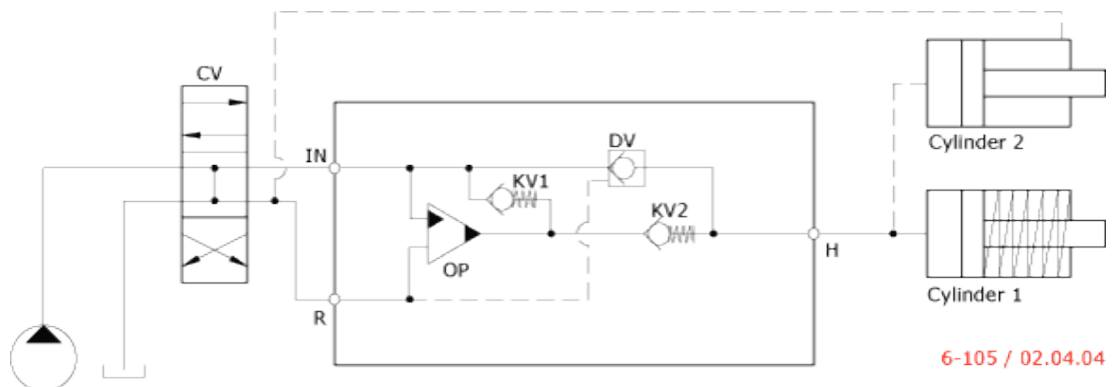 CV
IN
DV
KV1
KV2
OP
R
H
Cylinder 2
Cylinder 1
6-105 / 02.04.04